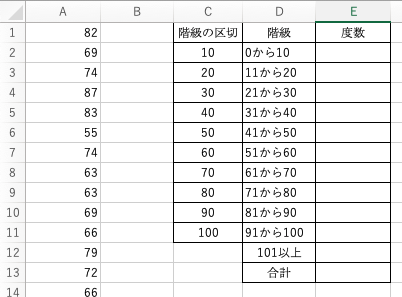 A B C D E
1 82 階級の区切 階級 度数
2 69 10 0から10
3 74 20 11から20
4 87 30 21から30
5 83 40 31から40
6 55 50 41から50
7 74 60 51から60
8 63 70 61から70
9 63 80 71から80
10 69 90 81から90
11 66 100 91から100
12 79 101以上
13 72 合計
14 66